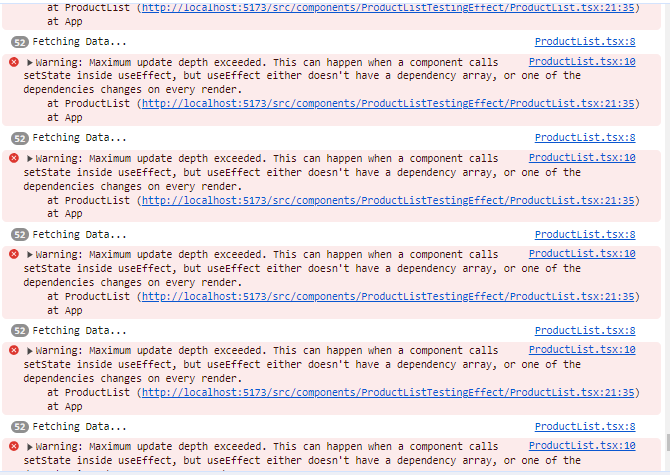 at ProductList (http://localhost:5173/src/components/ProductListTestingEffect/ProductList.tsx:21:35)
at App
52 Fetching Data... ProductList.tsx:8
Warning: Maximum update depth exceeded. This can happen when a component calls ProductList.tsx:10
setState inside useEffect, but useEffect either doesn't have a dependency array, or one of the
dependencies changes on every render.
at ProductList (http://localhost:5173/src/components/ProductListTestingEffect/ProductList.tsx:21:35)
at App
52 Fetching Data... ProductList.tsx:8
Warning: Maximum update depth exceeded. This can happen when a component calls ProductList.tsx:10
setState inside useEffect, but useEffect either doesn't have a dependency array, or one of the
dependencies changes on every render.
at ProductList (http://localhost:5173/src/components/ProductListTestingEffect/ProductList.tsx:21:35)
at App
52 Fetching Data... ProductList.tsx:8
Warning: Maximum update depth exceeded. This can happen when a component calls ProductList.tsx:10
setState inside useEffect, but useEffect either doesn't have a dependency array, or one of the
dependencies changes on every render.
at ProductList (http://localhost:5173/src/components/ProductListTestingEffect/ProductList.tsx:21:35)
at App
52 Fetching Data... ProductList.tsx:8
Warning: Maximum update depth exceeded. This can happen when a component calls ProductList.tsx:10
setState inside useEffect, but useEffect either doesn't have a dependency array, or one of the
dependencies changes on every render.
at ProductList (http://localhost:5173/src/components/ProductListTestingEffect/ProductList.tsx:21:35)
at App
52 Fetching Data... ProductList.tsx:8
Warning: Maximum update depth exceeded. This can happen when a component calls ProductList.tsx:10
setState inside useEffect, but useEffect either doesn't have a dependency array, or one of the